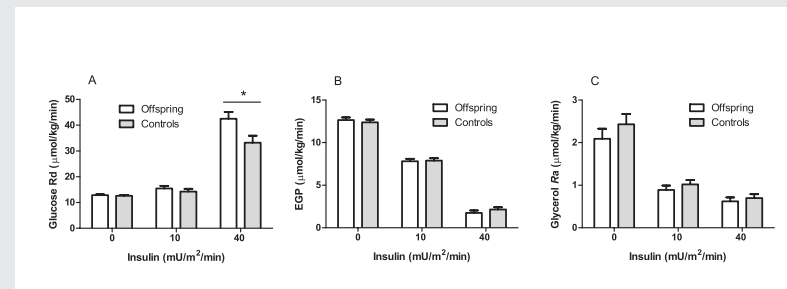 A
Glucose Rd (μmol/kg/min)
50
40
30
20
10
0
Offspring
Controls
*
0 10 40
Insulin (mU/m²/min)
B
EGP (μmol/kg/min)
15
10
5
0
Offspring
Controls
0 10 40
Insulin (mU/m²/min)
C
Glycerol Ra (μmol/kg/min)
3
2
1
0
Offspring
Controls
0 10 40
Insulin (mU/m²/min)